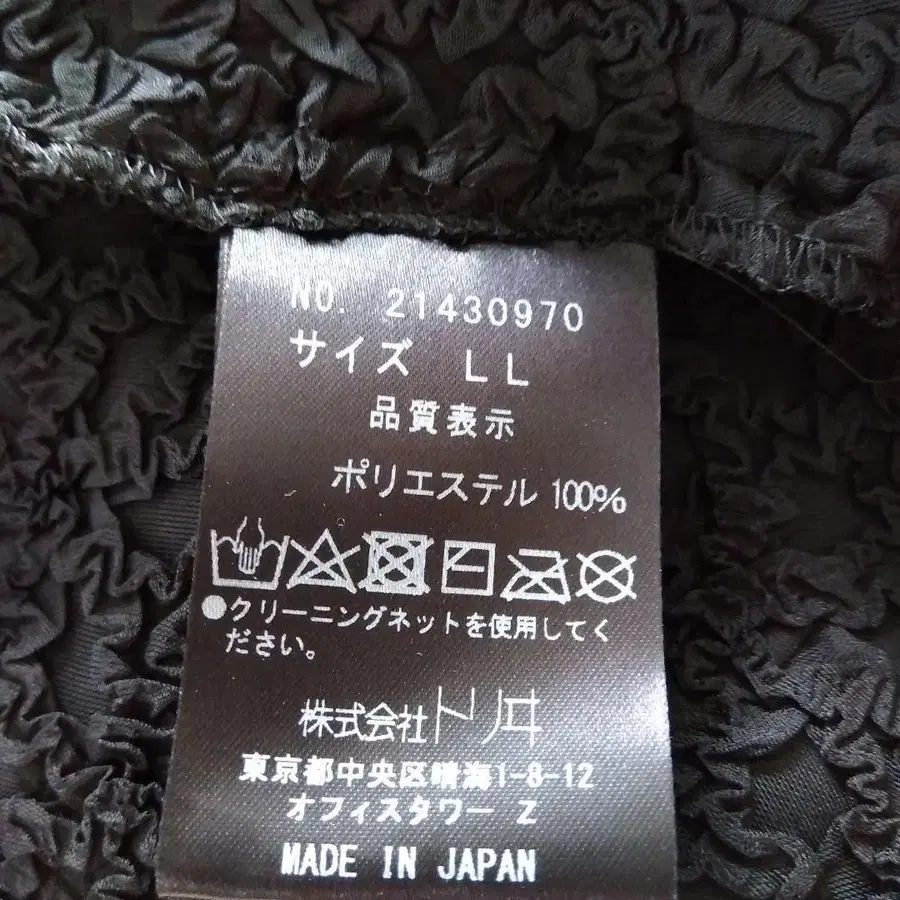 NO. 21430970
サイズ LL
品質表示
ポリエステル 100%
●クリーニングネットを使用してく
ださい。
株式会社
東京都中央区晴海1-8-12
オフィスタワー Z
MADE IN JAPAN